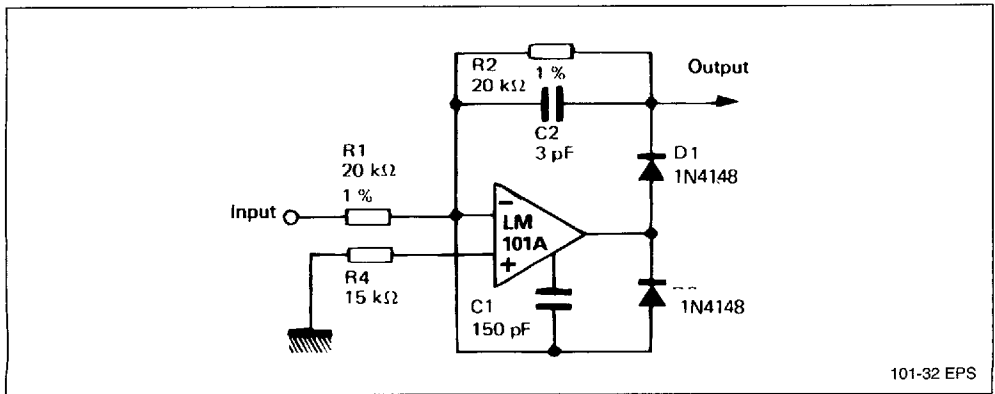 R2
20 kΩ
1 %
Output
C2
3 pF
R1
20 kΩ
1 %
D1
1N4148
Input
−
LM
101A
+
R4
15 kΩ
C1
150 pF
1N4148
101-32 EPS